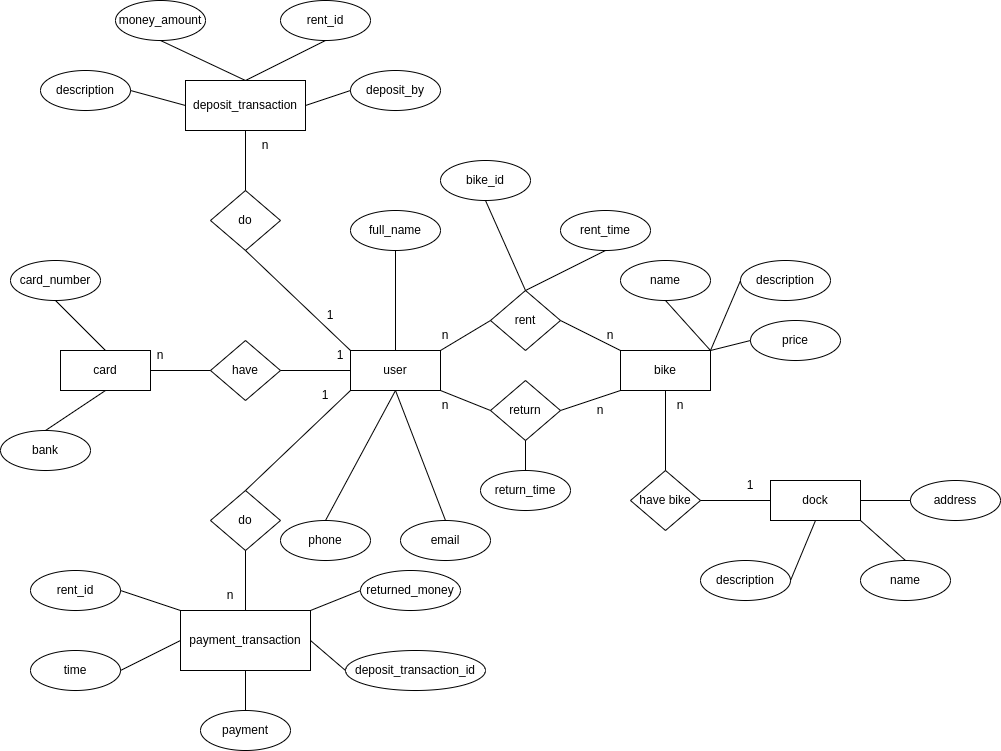 money_amount
rent_id
description
deposit_transaction
deposit_by
n
do
1
bike_id
full_name
rent_time
card_number
name
description
rent
price
n
n
n
1
card
have
user
bike
1
n
return
n
n
bank
return_time
have bike
1
dock
address
do
phone
email
description
name
n
rent_id
returned_money
payment_transaction
time
deposit_transaction_id
payment